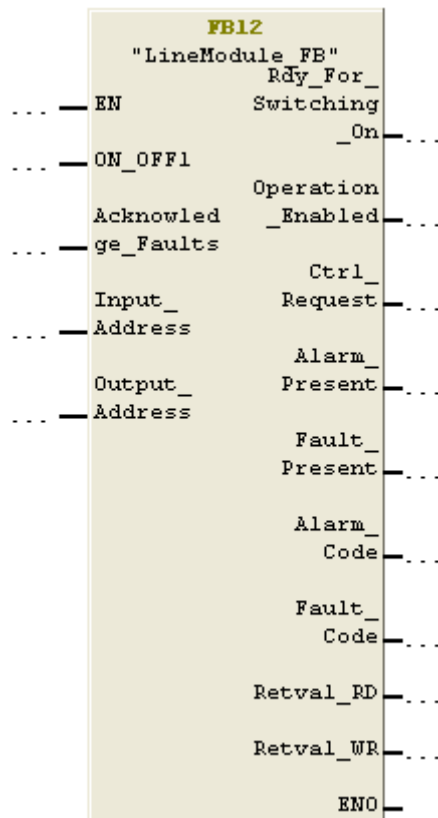 FB12
"LineModule_FB"
EN
ON_OFF1
Acknowled
ge_Faults
Input_
Address
Output_
Address
Rdy_For_
Switching
_On
Operation
_Enabled
Ctrl_
Request
Alarm_
Present
Fault_
Present
Alarm_
Code
Fault_
Code
Retval_RD
Retval_WR
ENO